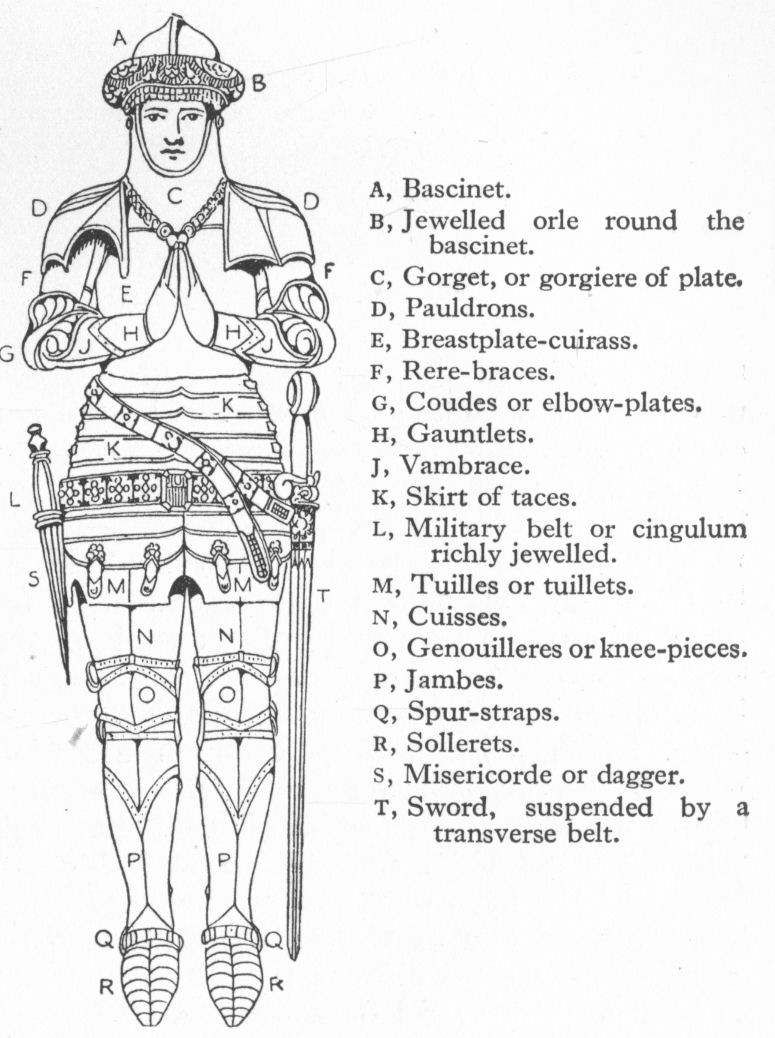 A
B
C
D
D
F
F
E
H
H
G
J
J
K
K
L
S
M
M
T
N
N
O
O
P
P
Q
Q
R
R
A, Bascinet.
B, Jewelled orle round the
bascinet.
C, Gorget, or gorgiere of plate.
D, Pauldrons.
E, Breastplate-cuirass.
F, Rere-braces.
G, Coudes or elbow-plates.
H, Gauntlets.
J, Vambrace.
K, Skirt of taces.
L, Military belt or cingulum
richly jewelled.
M, Tuilles or tuillets.
N, Cuisses.
O, Genouilleres or knee-pieces.
P, Jambes.
Q, Spur-straps.
R, Sollerets.
S, Misericorde or dagger.
T, Sword, suspended by a
transverse belt.